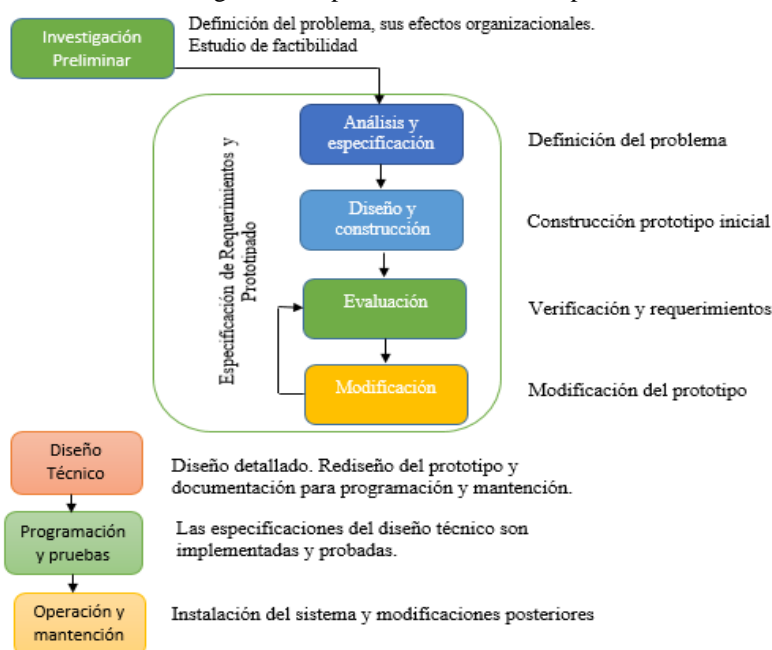 Investigación
Preliminar
Definición del problema, sus efectos organizacionales.
Estudio de factibilidad
Especificación de Requerimientos y
Prototipado
Análisis y
especificación
Definición del problema
Diseño y
construcción
Construcción prototipo inicial
Evaluación
Verificación y requerimientos
Modificación
Modificación del prototipo
Diseño
Técnico
Diseño detallado. Rediseño del prototipo y
documentación para programación y mantención.
Programación
y pruebas
Las especificaciones del diseño técnico son
implementadas y probadas.
Operación y
mantención
Instalación del sistema y modificaciones posteriores